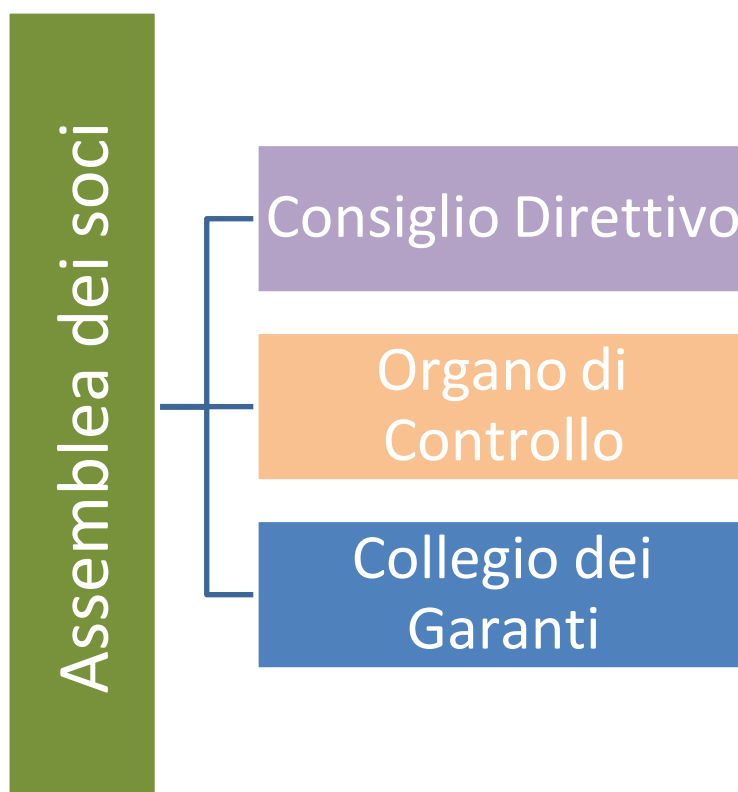 Assemblea dei soci
Consiglio Direttivo
Organo di
Controllo
Collegio dei
Garanti